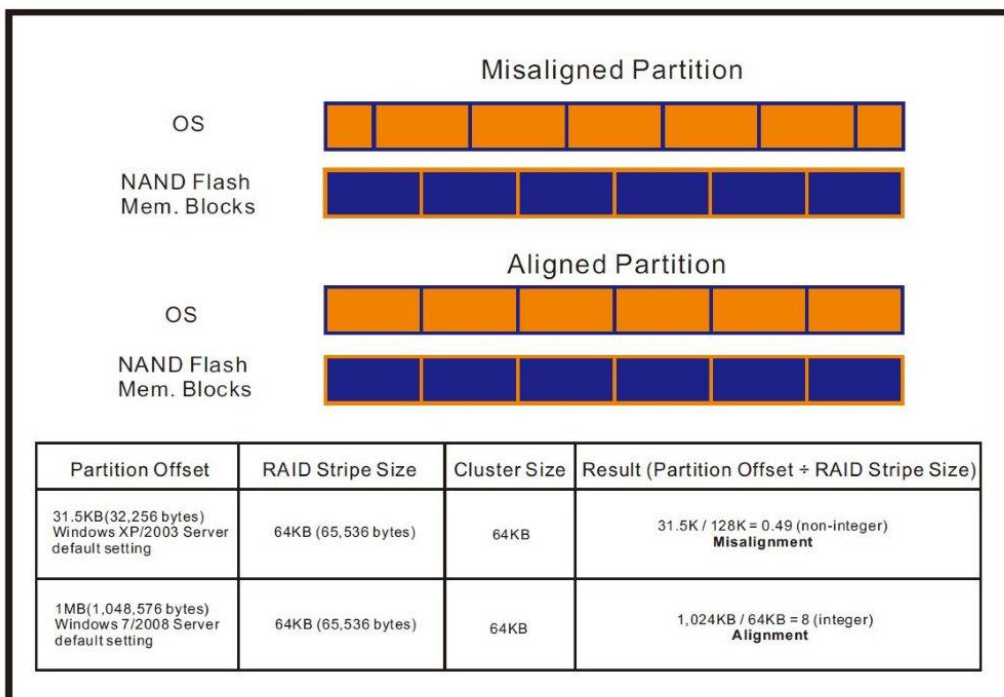 Misaligned Partition
OS
NAND Flash
Mem. Blocks
Aligned Partition
OS
NAND Flash
Mem. Blocks
Partition Offset
RAID Stripe Size
Cluster Size
Result (Partition Offset ÷ RAID Stripe Size)
31.5KB(32,256 bytes)
Windows XP/2003 Server
default setting
64KB (65,536 bytes)
64KB
31.5K / 128K = 0.49 (non-integer)
Misalignment
1MB(1,048,576 bytes)
Windows 7/2008 Server
default setting
64KB (65,536 bytes)
64KB
1,024KB / 64KB = 8 (integer)
Alignment